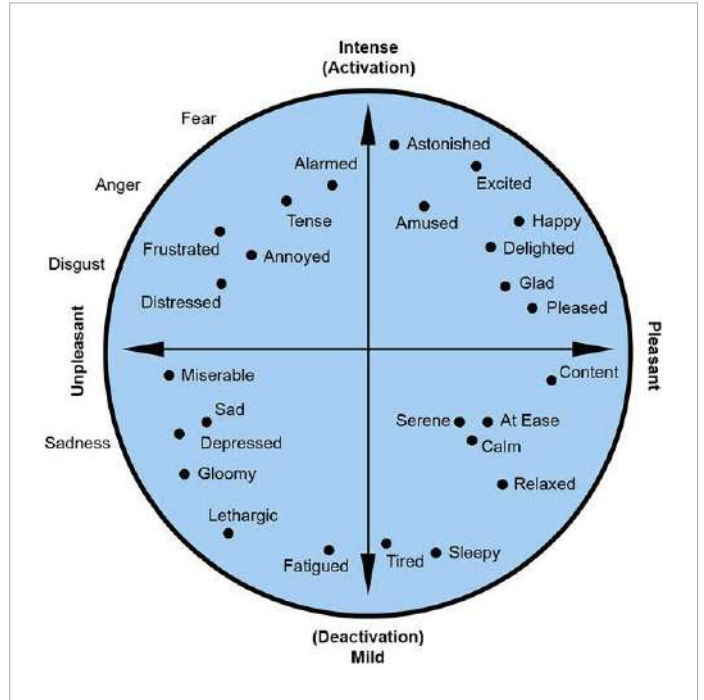 Intense
(Activation)
Fear
Astonished
Alarmed
Excited
Anger
Tense
Amused
Happy
Frustrated
Annoyed
Delighted
Disgust
Distressed
Glad
Pleased
Unpleasant
Pleasant
Miserable
Content
Sad
Serene
At Ease
Sadness
Depressed
Calm
Gloomy
Relaxed
Lethargic
Fatigued
Tired
Sleepy
(Deactivation)
Mild